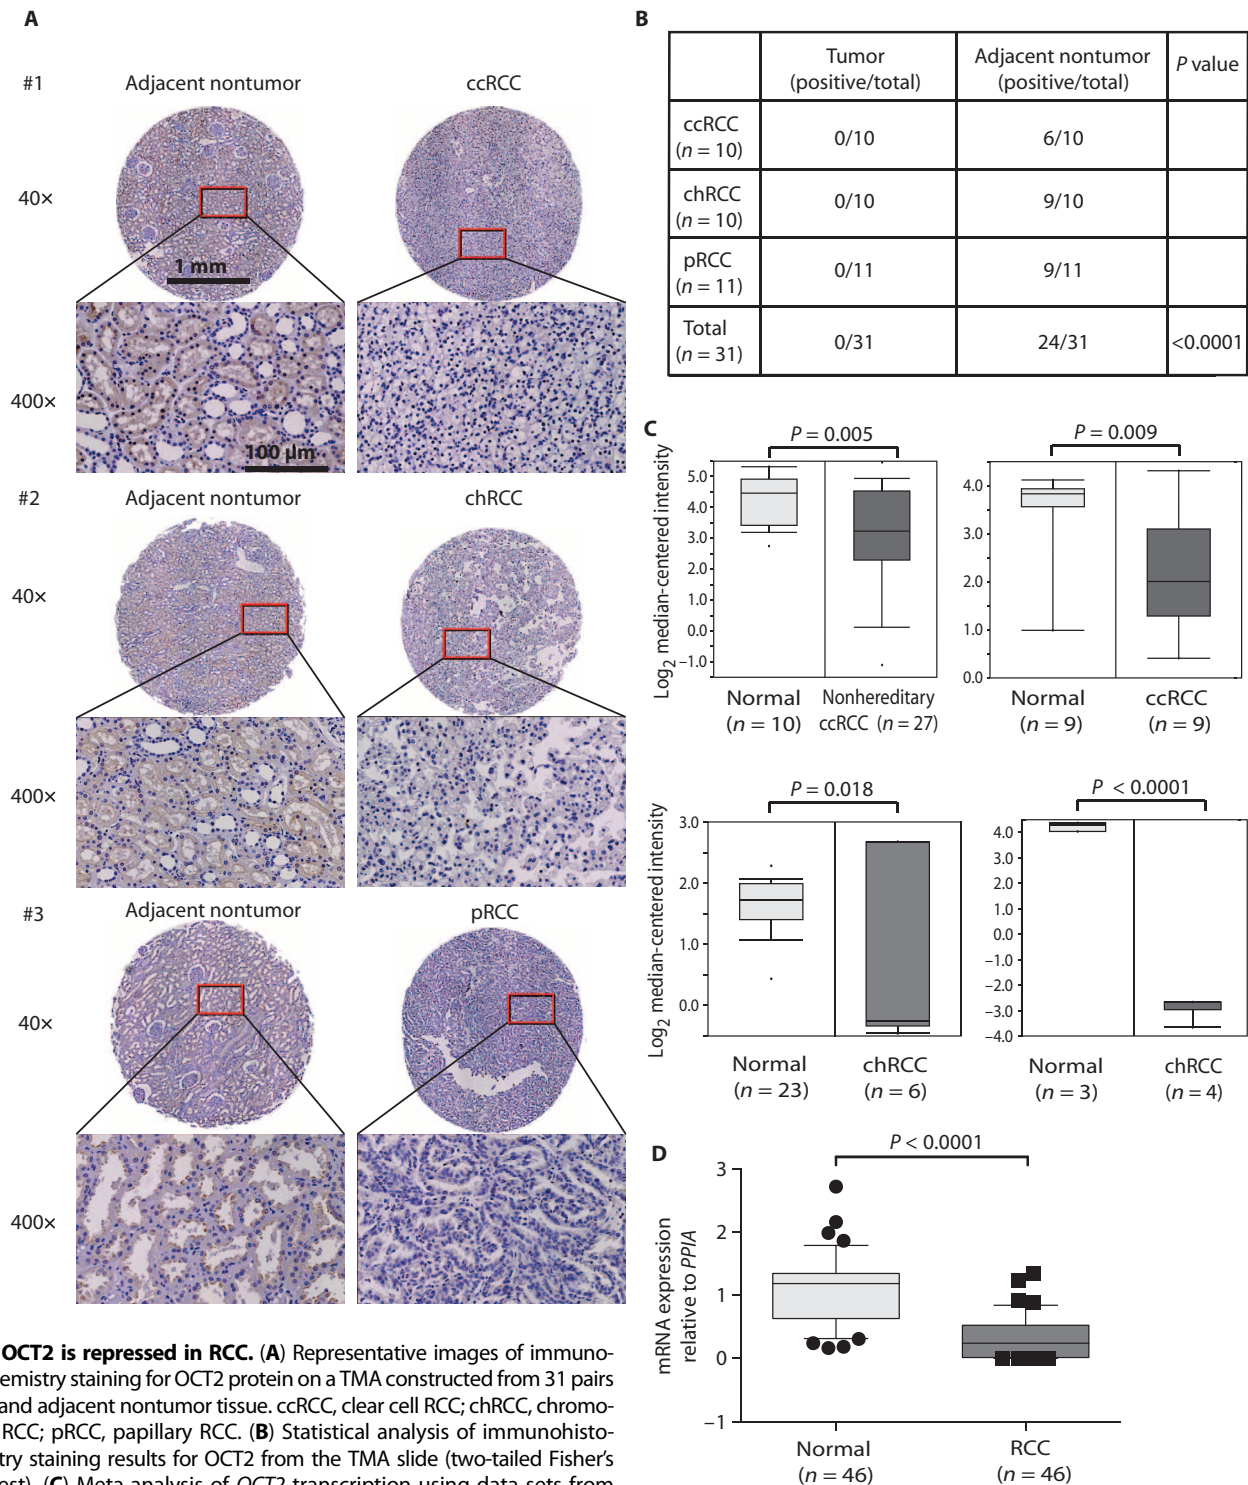 A
#1
Adjacent nontumor
ccRCC
40×
1 mm
400×
100 μm
#2
Adjacent nontumor
chRCC
40×
400×
#3
Adjacent nontumor
pRCC
40×
400×
B
Tumor (positive/total)
Adjacent nontumor (positive/total)
P value
ccRCC (n = 10)
0/10
6/10
chRCC (n = 10)
0/10
9/10
pRCC (n = 11)
0/11
9/11
Total (n = 31)
0/31
24/31
<0.0001
C
P = 0.005
Log2 median-centered intensity
5.0
4.0
3.0
2.0
1.0
0.0
−1.0
Normal (n = 10)
Nonhereditary ccRCC (n = 27)
P = 0.009
4.0
3.0
2.0
1.0
0.0
Normal (n = 9)
ccRCC (n = 9)
P = 0.018
Log2 median-centered intensity
3.0
2.0
1.0
0.0
Normal (n = 23)
chRCC (n = 6)
P < 0.0001
4.0
3.0
2.0
1.0
0.0
−1.0
−2.0
−3.0
−4.0
Normal (n = 3)
chRCC (n = 4)
D
P < 0.0001
mRNA expression relative to PPIA
3
2
1
0
−1
Normal (n = 46)
RCC (n = 46)
OCT2 is repressed in RCC. (A) Representative images of immuno-
emistry staining for OCT2 protein on a TMA constructed from 31 pairs
and adjacent nontumor tissue. ccRCC, clear cell RCC; chRCC, chromo-
RCC; pRCC, papillary RCC. (B) Statistical analysis of immunohisto-
try staining results for OCT2 from the TMA slide (two-tailed Fisher's
est). (C) Meta-analysis of OCT2 transcription using data sets from